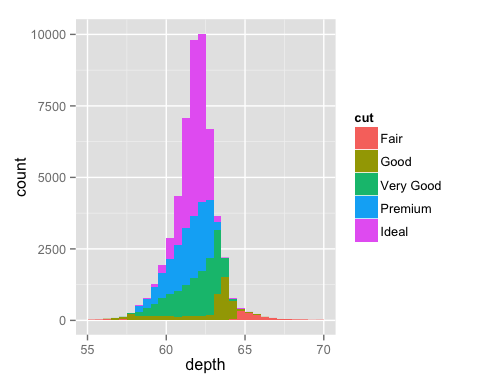 10000
7500
5000
2500
0
count
55 60 65 70
depth
cut
Fair
Good
Very Good
Premium
Ideal